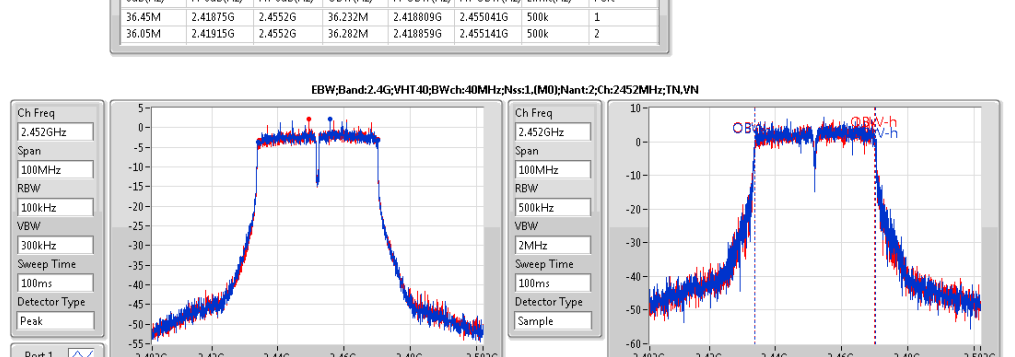 36.45M 2.41875G 2.4552G 36.232M 2.418809G 2.455041G 500k 1
36.05M 2.41915G 2.4552G 36.282M 2.418859G 2.455141G 500k 2
EBW;Band:2.4G;VHT40;BWch:40MHz;Nss:1,(M0);Nant:2;Ch:2452MHz;TN,VN
Ch Freq
2.452GHz
Span
100MHz
RBW
100kHz
VBW
300kHz
Sweep Time
100ms
Detector Type
Peak
Port 1
5
0
-5
-10
-15
-20
-25
-30
-35
-40
-45
-50
-55
Ch Freq
2.452GHz
Span
100MHz
RBW
500kHz
VBW
2MHz
Sweep Time
100ms
Detector Type
Sample
10
0
-10
-20
-30
-40
-50
-60
OBW-h